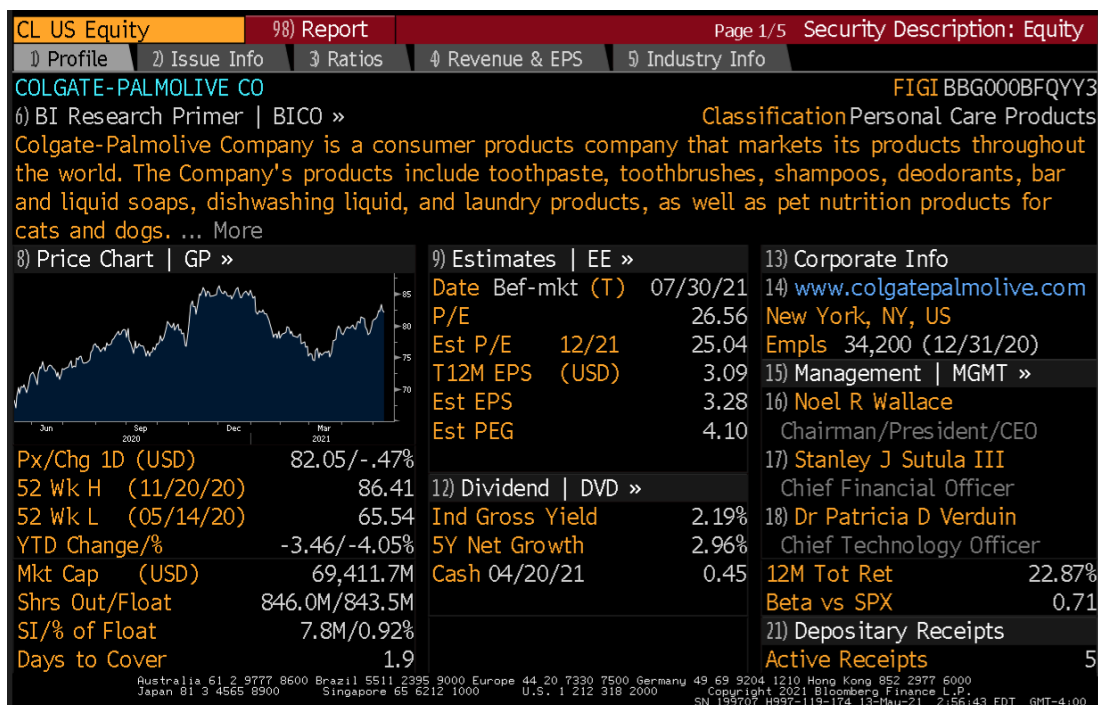 CL US Equity 98) Report Page 1/5 Security Description: Equity
1) Profile 2) Issue Info 3) Ratios 4) Revenue & EPS 5) Industry Info
COLGATE-PALMOLIVE CO FIGI BBG000BFQYY3
6) BI Research Primer | BICO » Classification Personal Care Products
Colgate-Palmolive Company is a consumer products company that markets its products throughout
the world. The Company's products include toothpaste, toothbrushes, shampoos, deodorants, bar
and liquid soaps, dishwashing liquid, and laundry products, as well as pet nutrition products for
cats and dogs. ... More
8) Price Chart | GP »
85
80
75
70
Jun Sep Dec Mar
2020 2021
Px/Chg 1D (USD) 82.05/-.47%
52 Wk H (11/20/20) 86.41
52 Wk L (05/14/20) 65.54
YTD Change/% -3.46/-4.05%
Mkt Cap (USD) 69,411.7M
Shrs Out/Float 846.0M/843.5M
SI/% of Float 7.8M/0.92%
Days to Cover 1.9
9) Estimates | EE »
Date Bef-mkt (T) 07/30/21
P/E 26.56
Est P/E 12/21 25.04
T12M EPS (USD) 3.09
Est EPS 3.28
Est PEG 4.10
12) Dividend | DVD »
Ind Gross Yield 2.19%
5Y Net Growth 2.96%
Cash 04/20/21 0.45
13) Corporate Info
14) www.colgatepalmolive.com
New York, NY, US
Empls 34,200 (12/31/20)
15) Management | MGMT »
16) Noel R Wallace
Chairman/President/CEO
17) Stanley J Sutula III
Chief Financial Officer
18) Dr Patricia D Verduin
Chief Technology Officer
12M Tot Ret 22.87%
Beta vs SPX 0.71
21) Depositary Receipts
Active Receipts 5
Australia 61 2 9777 8600 Brazil 5511 2395 9000 Europe 44 20 7330 7500 Germany 49 69 9204 1210 Hong Kong 852 2977 6000
Japan 81 3 4565 8900 Singapore 65 6212 1000 U.S. 1 212 318 2000 Copyright 2021 Bloomberg Finance L.P.
SN 199707 H997-119-174 13-May-21 2:56:43 EDT GMT-4:00